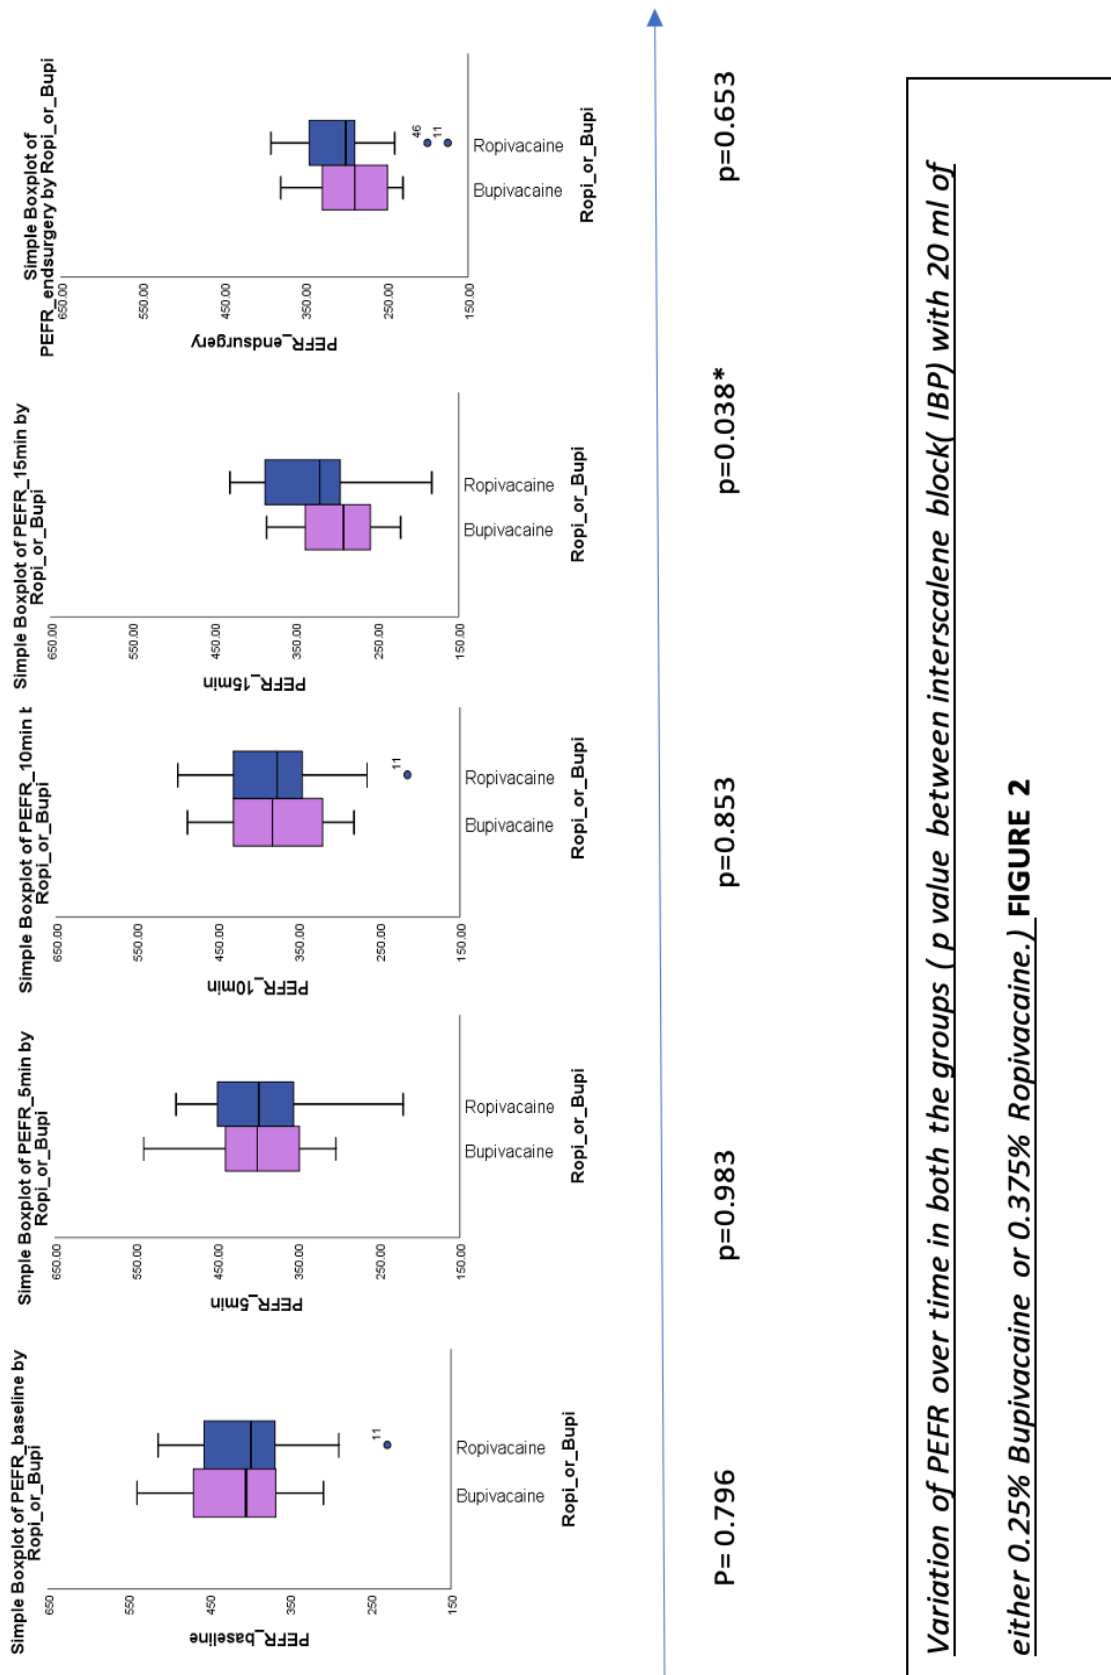 Simple Boxplot of PEFR_baseline by
Ropi_or_Bupi
650
550
450
350
250
150
PEFR_baseline
11
Bupivacaine
Ropivacaine
Ropi_or_Bupi
Simple Boxplot of PEFR_5min by
Ropi_or_Bupi
650.00
550.00
450.00
350.00
250.00
150.00
PEFR_5min
Bupivacaine
Ropivacaine
Ropi_or_Bupi
Simple Boxplot of PEFR_10min b
Ropi_or_Bupi
650.00
550.00
450.00
350.00
250.00
150.00
PEFR_10min
11
Bupivacaine
Ropivacaine
Ropi_or_Bupi
Simple Boxplot of PEFR_15min by
Ropi_or_Bupi
650.00
550.00
450.00
350.00
250.00
150.00
PEFR_15min
Bupivacaine
Ropivacaine
Ropi_or_Bupi
Simple Boxplot of
PEFR_endsurgery by Ropi_or_Bupi
650.00
550.00
450.00
350.00
250.00
150.00
PEFR_endsurgery
46
11
Bupivacaine
Ropivacaine
Ropi_or_Bupi
P= 0.796
p=0.983
p=0.853
p=0.038*
p=0.653
Variation of PEFR over time in both the groups ( p value between interscalene block( IBP) with 20 ml of
either 0.25% Bupivacaine or 0.375% Ropivacaine.) FIGURE 2